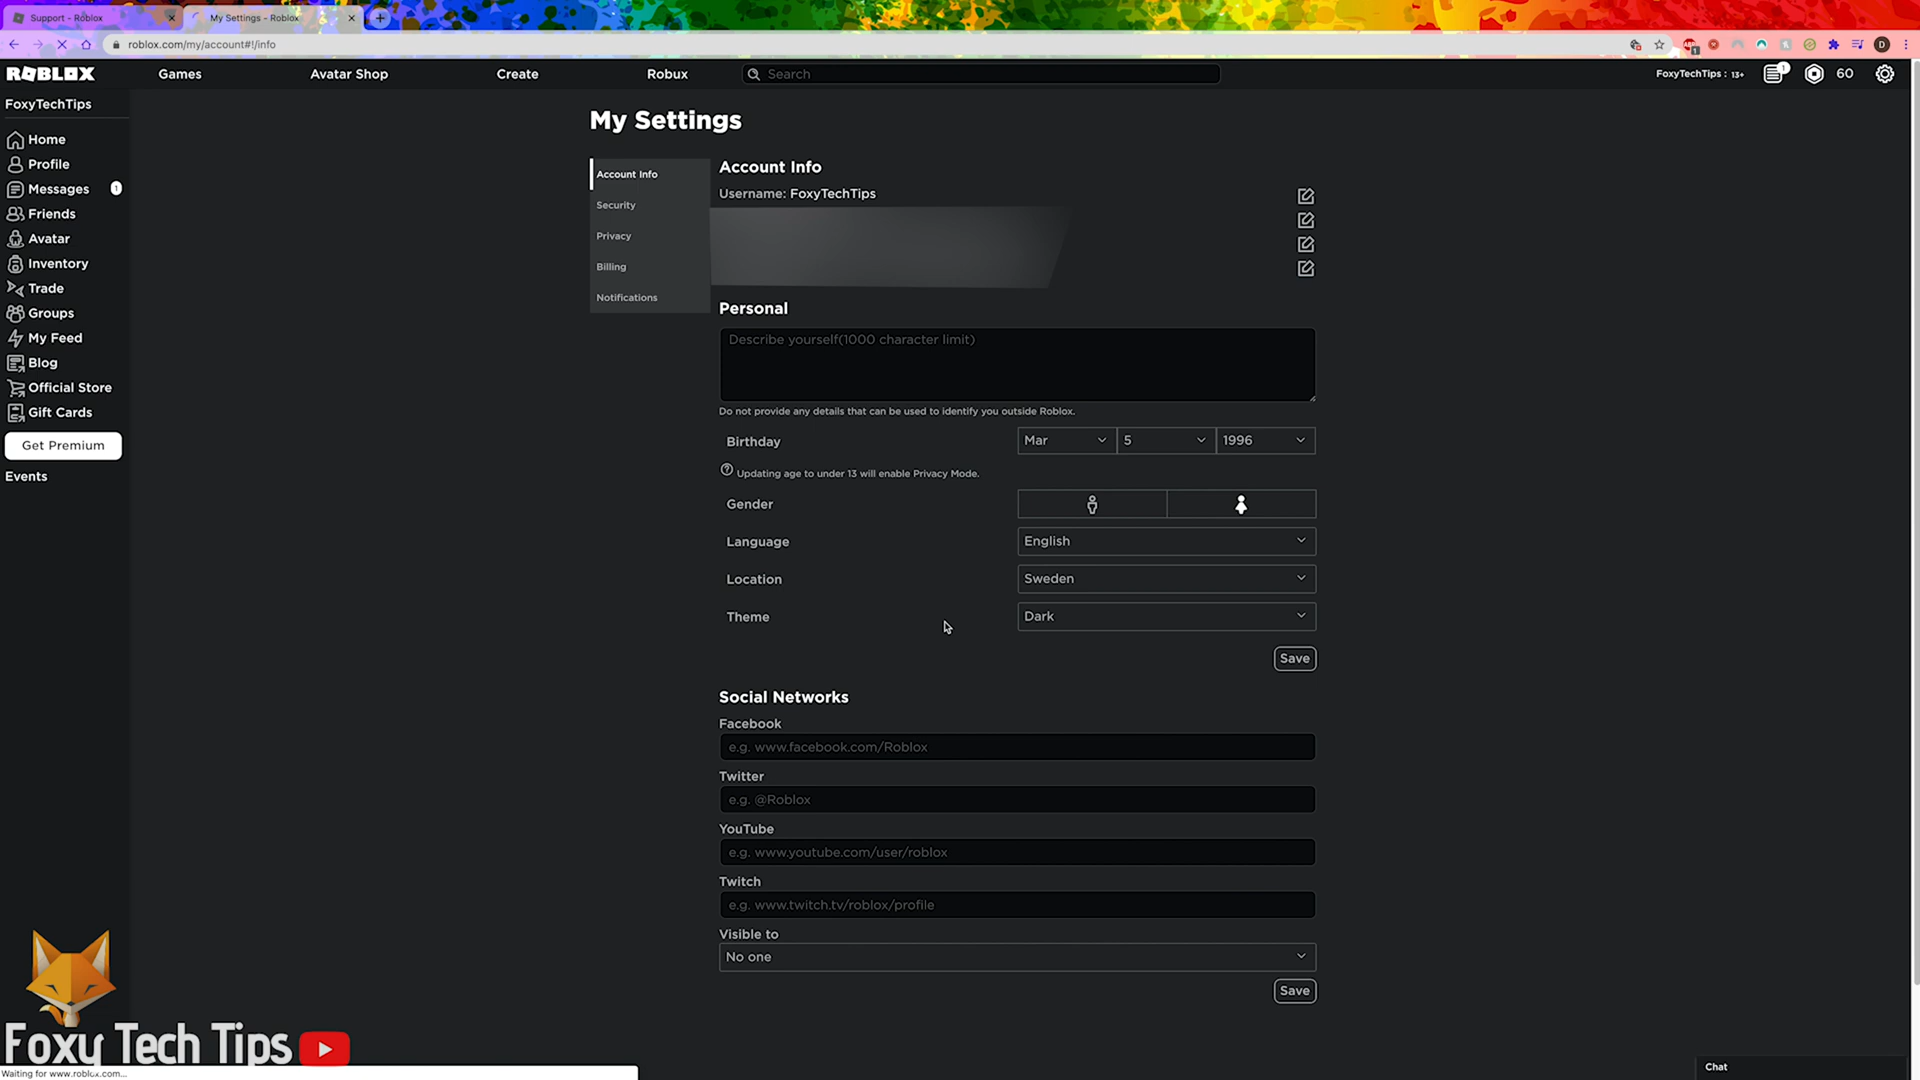 Support - Roblox
My Settings - Roblox
roblox.com/my/account#!/info
ROBLOX
Games
Avatar Shop
Create
Robux
Search
FoxyTechTips : 13+
1
60
FoxyTechTips
Home
Profile
Messages
1
Friends
Avatar
Inventory
Trade
Groups
My Feed
Blog
Official Store
Gift Cards
Get Premium
Events
My Settings
Account Info
Security
Privacy
Billing
Notifications
Account Info
Username: FoxyTechTips
Personal
Describe yourself(1000 character limit)
Do not provide any details that can be used to identify you outside Roblox.
Birthday
Mar
5
1996
Updating age to under 13 will enable Privacy Mode.
Gender
Language
English
Location
Sweden
Theme
Dark
Save
Social Networks
Facebook
e.g. www.facebook.com/Roblox
Twitter
e.g. @Roblox
YouTube
e.g. www.youtube.com/user/roblox
Twitch
e.g. www.twitch.tv/roblox/profile
Visible to
No one
Save
Foxy Tech Tips
Waiting for www.roblox.com...
Chat